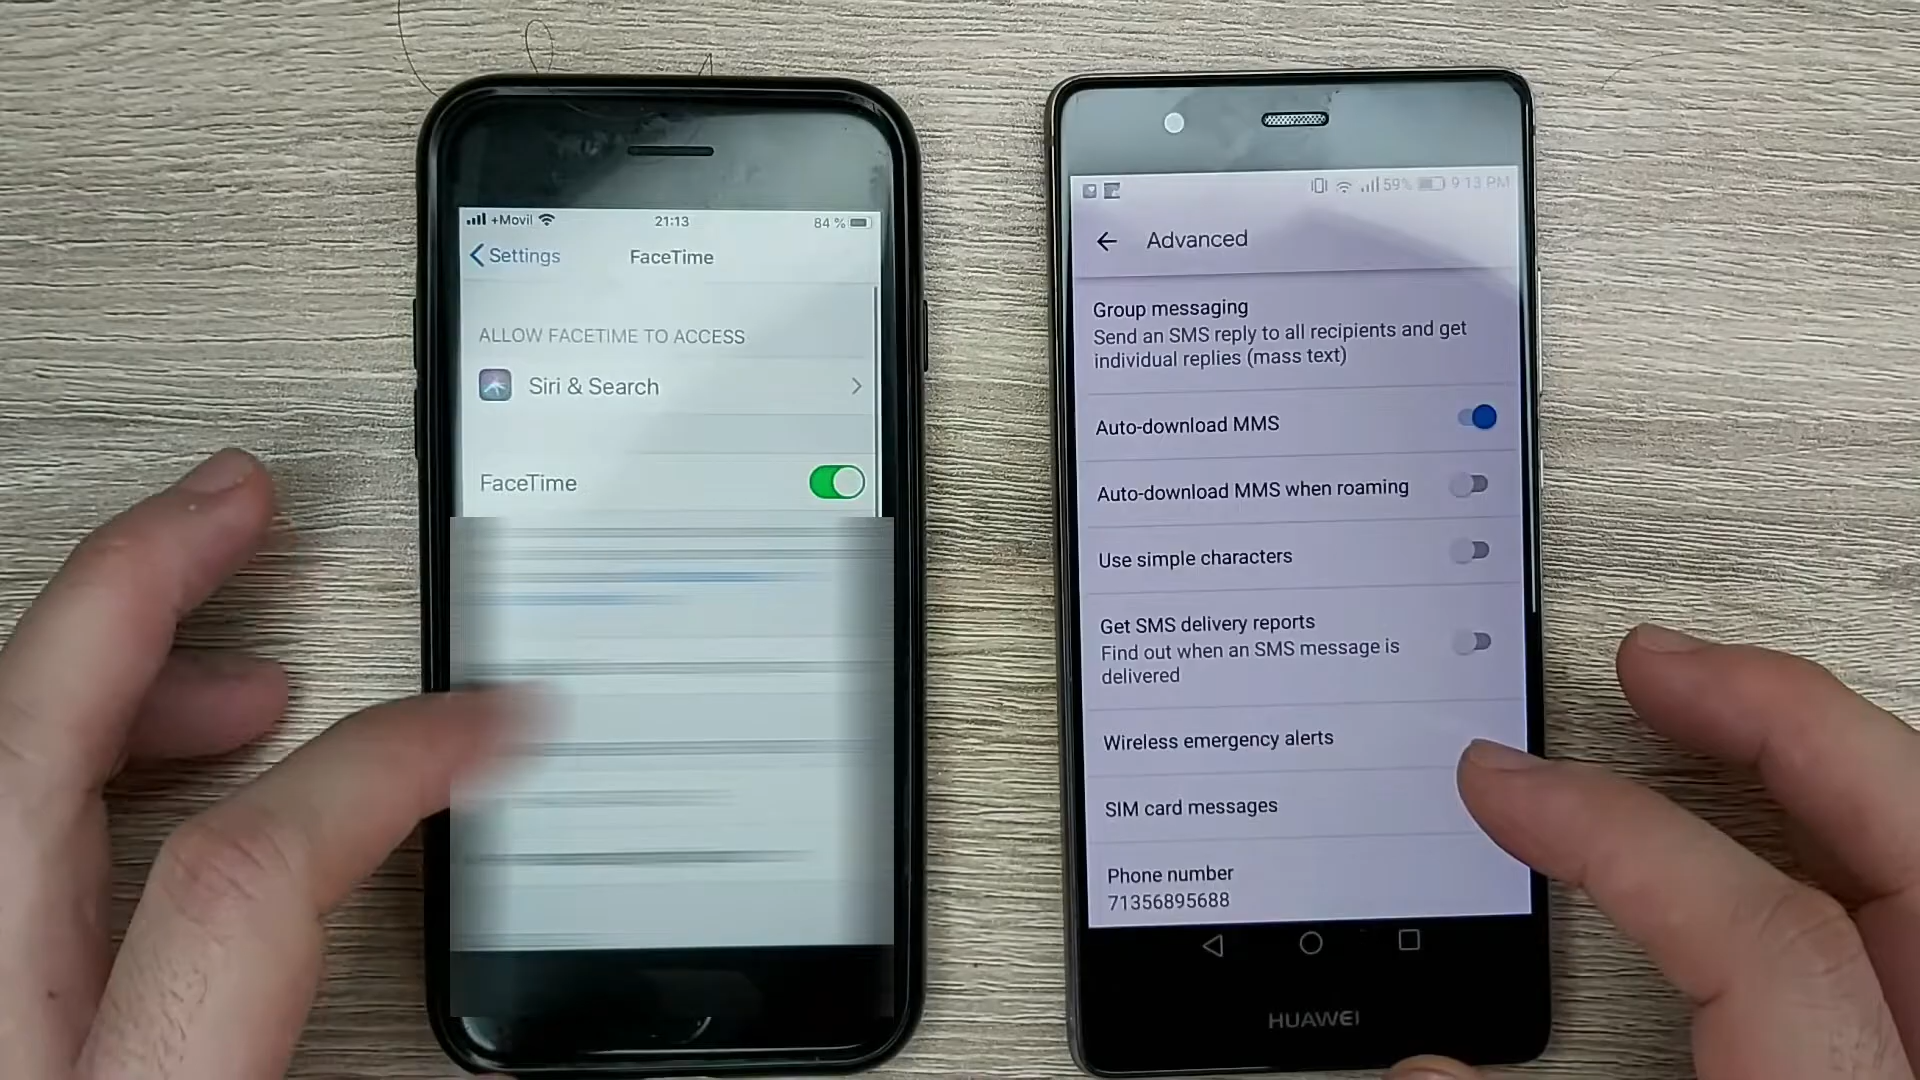 +Movil
21:13
84 %
Settings
FaceTime
ALLOW FACETIME TO ACCESS
Siri & Search
FaceTime
59%
9:13 PM
Advanced
Group messaging
Send an SMS reply to all recipients and get
individual replies (mass text)
Auto-download MMS
Auto-download MMS when roaming
Use simple characters
Get SMS delivery reports
Find out when an SMS message is
delivered
Wireless emergency alerts
SIM card messages
Phone number
71356895688
HUAWEI